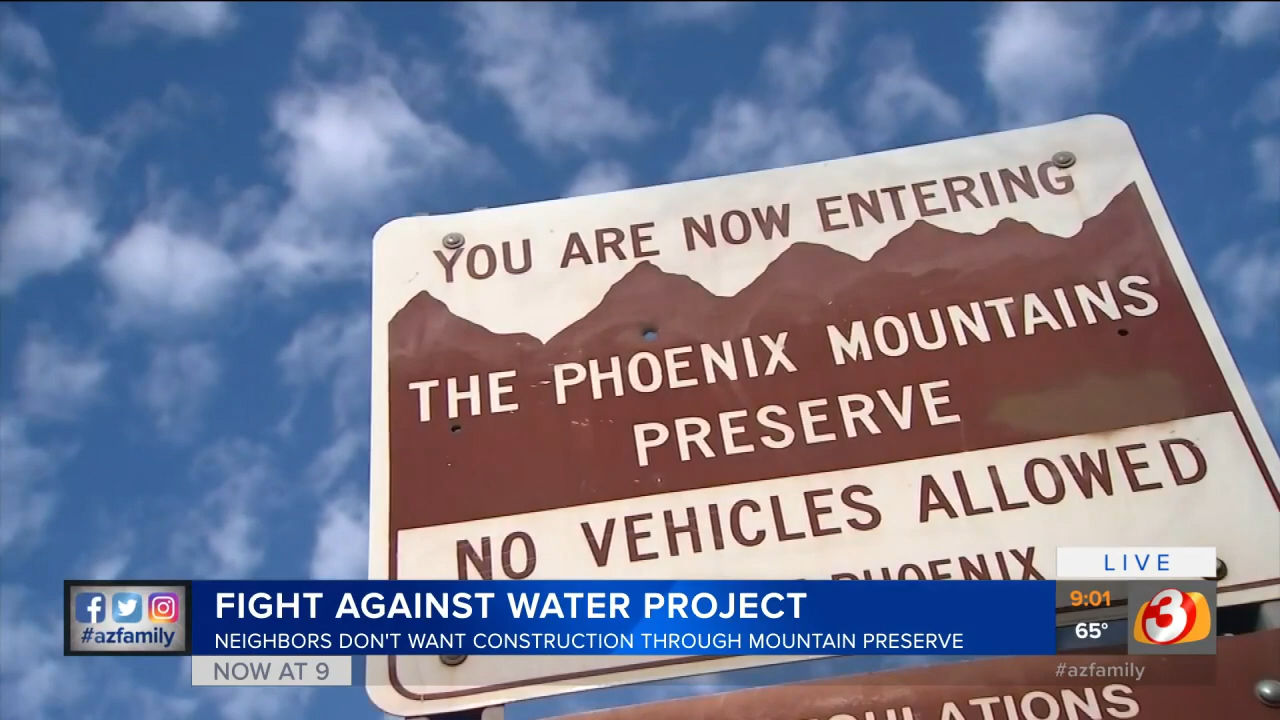 YOU ARE NOW ENTERING
THE PHOENIX MOUNTAINS
PRESERVE
NO VEHICLES ALLOWED
PHOENIX
LIVE
FIGHT AGAINST WATER PROJECT
NEIGHBORS DON'T WANT CONSTRUCTION THROUGH MOUNTAIN PRESERVE
#azfamily
9:01
65°
3
NOW AT 9
#azfamily